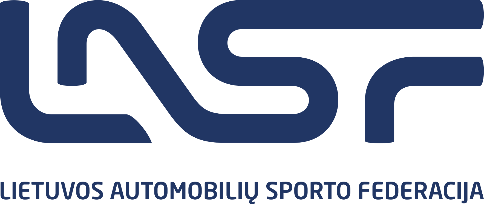 LASF
LIETUVOS AUTOMOBILIŲ SPORTO FEDERACIJA